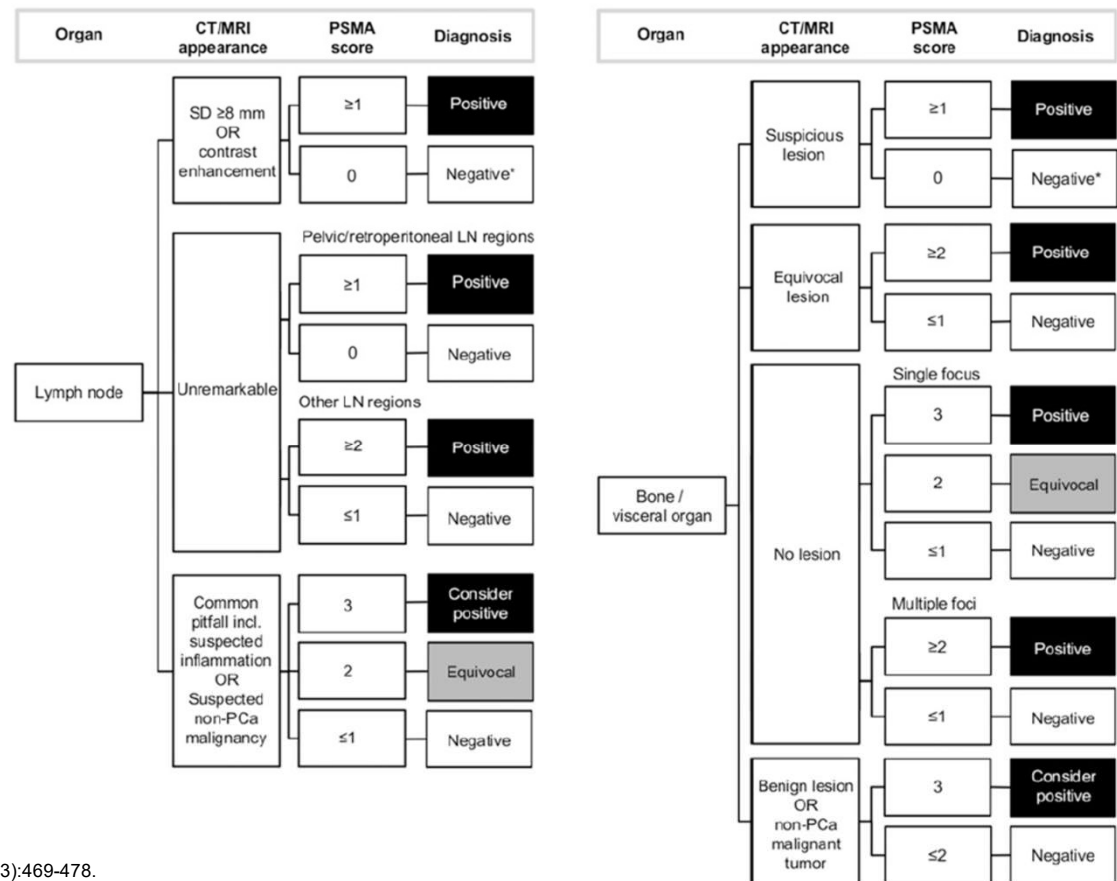 Organ
CT/MRI
appearance
PSMA
score
Diagnosis
SD ≥8 mm
OR
contrast
enhancement
≥1
Positive
0
Negative*
Pelvic/retroperitoneal LN regions
≥1
Positive
0
Negative
Lymph node
Unremarkable
Other LN regions
≥2
Positive
≤1
Negative
Common
pitfall incl.
suspected
inflammation
OR
Suspected
non-PCa
malignancy
3
Consider
positive
2
Equivocal
≤1
Negative
Organ
CT/MRI
appearance
PSMA
score
Diagnosis
Suspicious
lesion
≥1
Positive
0
Negative*
Equivocal
lesion
≥2
Positive
≤1
Negative
Bone /
visceral organ
No lesion
Single focus
3
Positive
2
Equivocal
≤1
Negative
Multiple foci
≥2
Positive
≤1
Negative
Benign lesion
OR
non-PCa
malignant
tumor
3
Consider
positive
≤2
Negative
3):469-478.